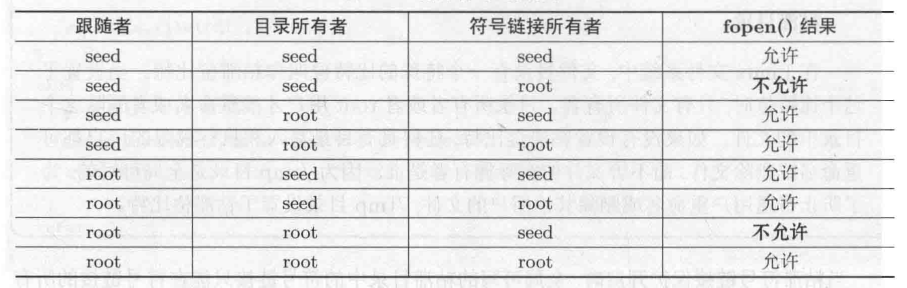 跟随者 目录所有者 符号链接所有者 fopen() 结果
seed seed seed 允许
seed seed root 不允许
seed root seed 允许
seed root root 允许
root seed seed 允许
root seed root 允许
root root seed 不允许
root root root 允许